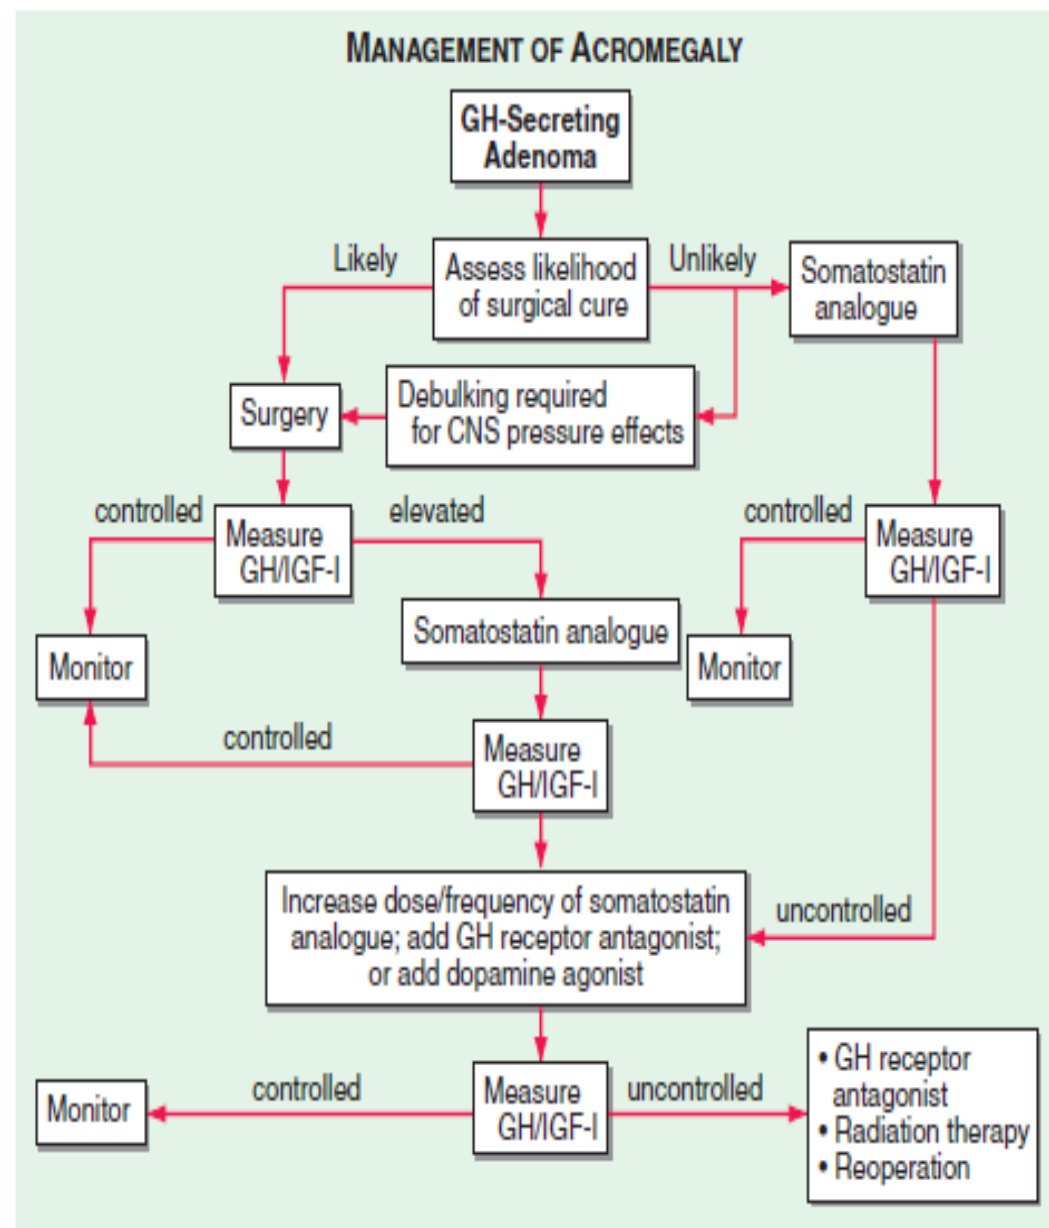 MANAGEMENT OF ACROMEGALY
GH-Secreting
Adenoma
Likely
Assess likelihood
of surgical cure
Unlikely
Somatostatin
analogue
Surgery
Debulking required
for CNS pressure effects
controlled
Measure
GH/IGF-I
elevated
controlled
Measure
GH/IGF-I
Monitor
Somatostatin analogue
Monitor
controlled
Measure
GH/IGF-I
Increase dose/frequency of somatostatin
analogue; add GH receptor antagonist;
or add dopamine agonist
uncontrolled
Monitor
controlled
Measure
GH/IGF-I
uncontrolled
• GH receptor
antagonist
• Radiation therapy
• Reoperation